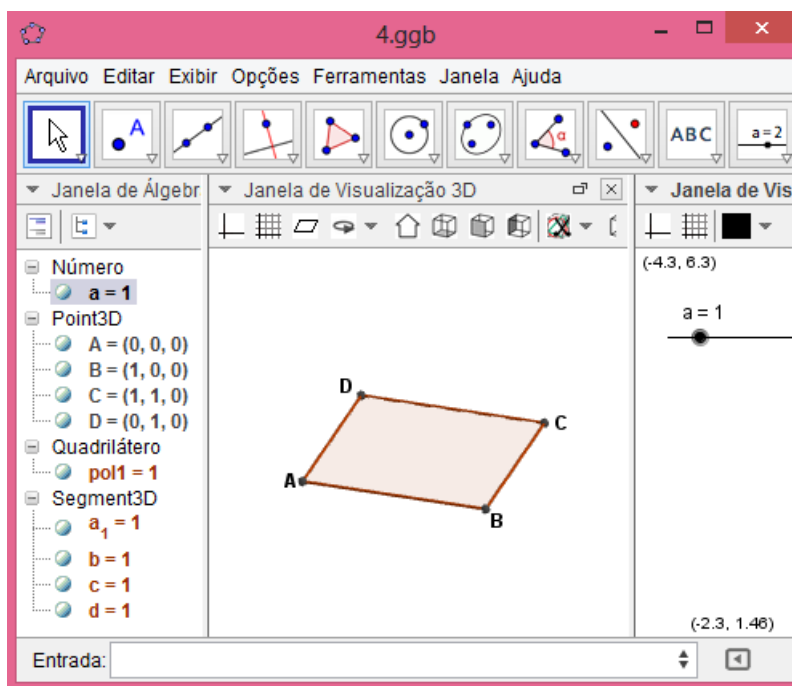 4.ggb
Arquivo Editar Exibir Opções Ferramentas Janela Ajuda
A
α
ABC
a=2
Janela de Álgebr
Janela de Visualização 3D
Janela de Vis
Número
a = 1
Point3D
A = (0, 0, 0)
B = (1, 0, 0)
C = (1, 1, 0)
D = (0, 1, 0)
Quadrilátero
pol1 = 1
Segment3D
a₁ = 1
b = 1
c = 1
d = 1
D
C
A
B
(-4.3, 6.3)
a = 1
(-2.3, 1.46)
Entrada: